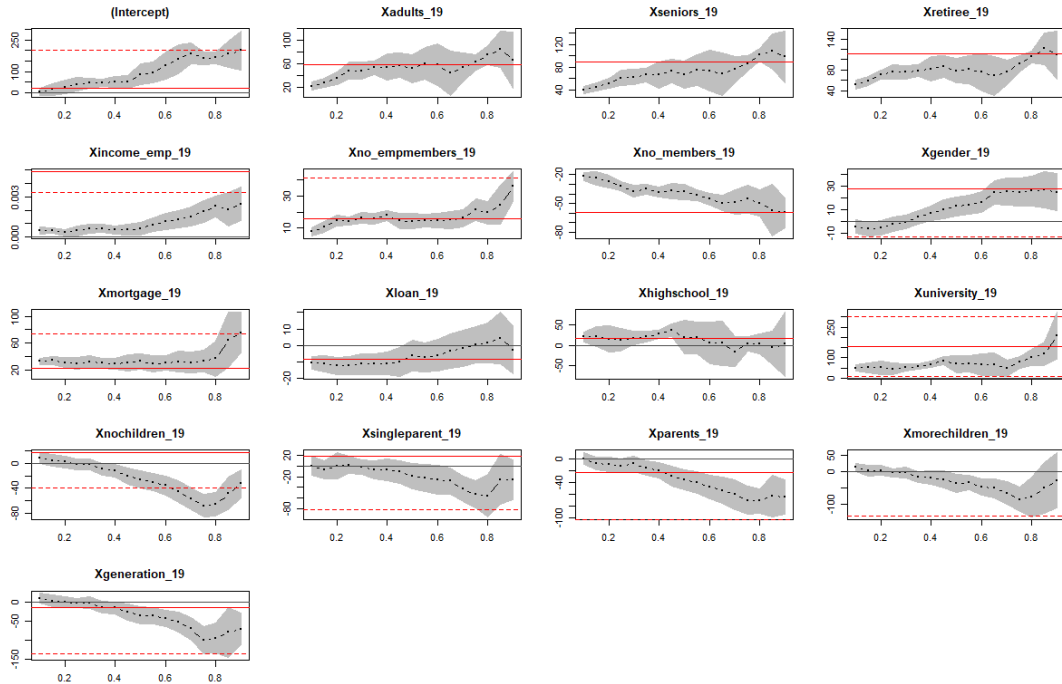 (Intercept)
0 100 250
0.2 0.4 0.6 0.8
Xadults_19
20 60 100
0.2 0.4 0.6 0.8
Xseniors_19
40 80 120
0.2 0.4 0.6 0.8
Xretiree_19
40 80 120
0.2 0.4 0.6 0.8
Xincome_emp_19
0.000 0.003
0.2 0.4 0.6 0.8
Xno_empmembers_19
10 30
0.2 0.4 0.6 0.8
Xno_members_19
-80 -50 -20
0.2 0.4 0.6 0.8
Xgender_19
-10 10 30
0.2 0.4 0.6 0.8
Xmortgage_19
20 60 100
0.2 0.4 0.6 0.8
Xloan_19
-20 0 10
0.2 0.4 0.6 0.8
Xhighschool_19
-50 0 50
0.2 0.4 0.6 0.8
Xuniversity_19
0 100 300
0.2 0.4 0.6 0.8
Xnochildren_19
-80 -40 0
0.2 0.4 0.6 0.8
Xsingleparent_19
-80 -20 20
0.2 0.4 0.6 0.8
Xparents_19
-100 -40 0
0.2 0.4 0.6 0.8
Xmorechildren_19
-100 0 50
0.2 0.4 0.6 0.8
Xgeneration_19
-150 -50 0
0.2 0.4 0.6 0.8